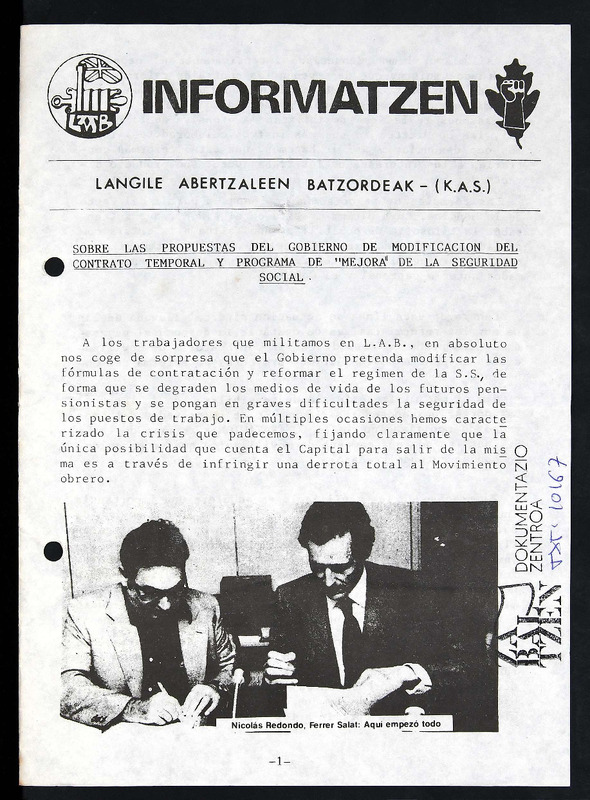 LAB
INFORMATZEN
LANGILE ABERTZALEEN BATZORDEAK - (K.A.S.)
SOBRE LAS PROPUESTAS DEL GOBIERNO DE MODIFICACION DEL
CONTRATO TEMPORAL Y PROGRAMA DE "MEJORA" DE LA SEGURIDAD
SOCIAL.
A los trabajadores que militamos en L.A.B., en absoluto
nos coge de sorpresa que el Gobierno pretenda modificar las
fórmulas de contratación y reformar el regimen de la S.S., de
forma que se degraden los medios de vida de los futuros pen-
sionistas y se pongan en graves dificultades la seguridad de
los puestos de trabajo. En múltiples ocasiones hemos caracte
rizado la crisis que padecemos, fijando claramente que la
única posibilidad que cuenta el Capital para salir de la mis
ma es a través de infringir una derrota total al Movimiento
obrero.
DOKUMENTAZIO
ZENTROA
Nicolás Redondo, Ferrer Salat: Aquí empezó todo
-1-